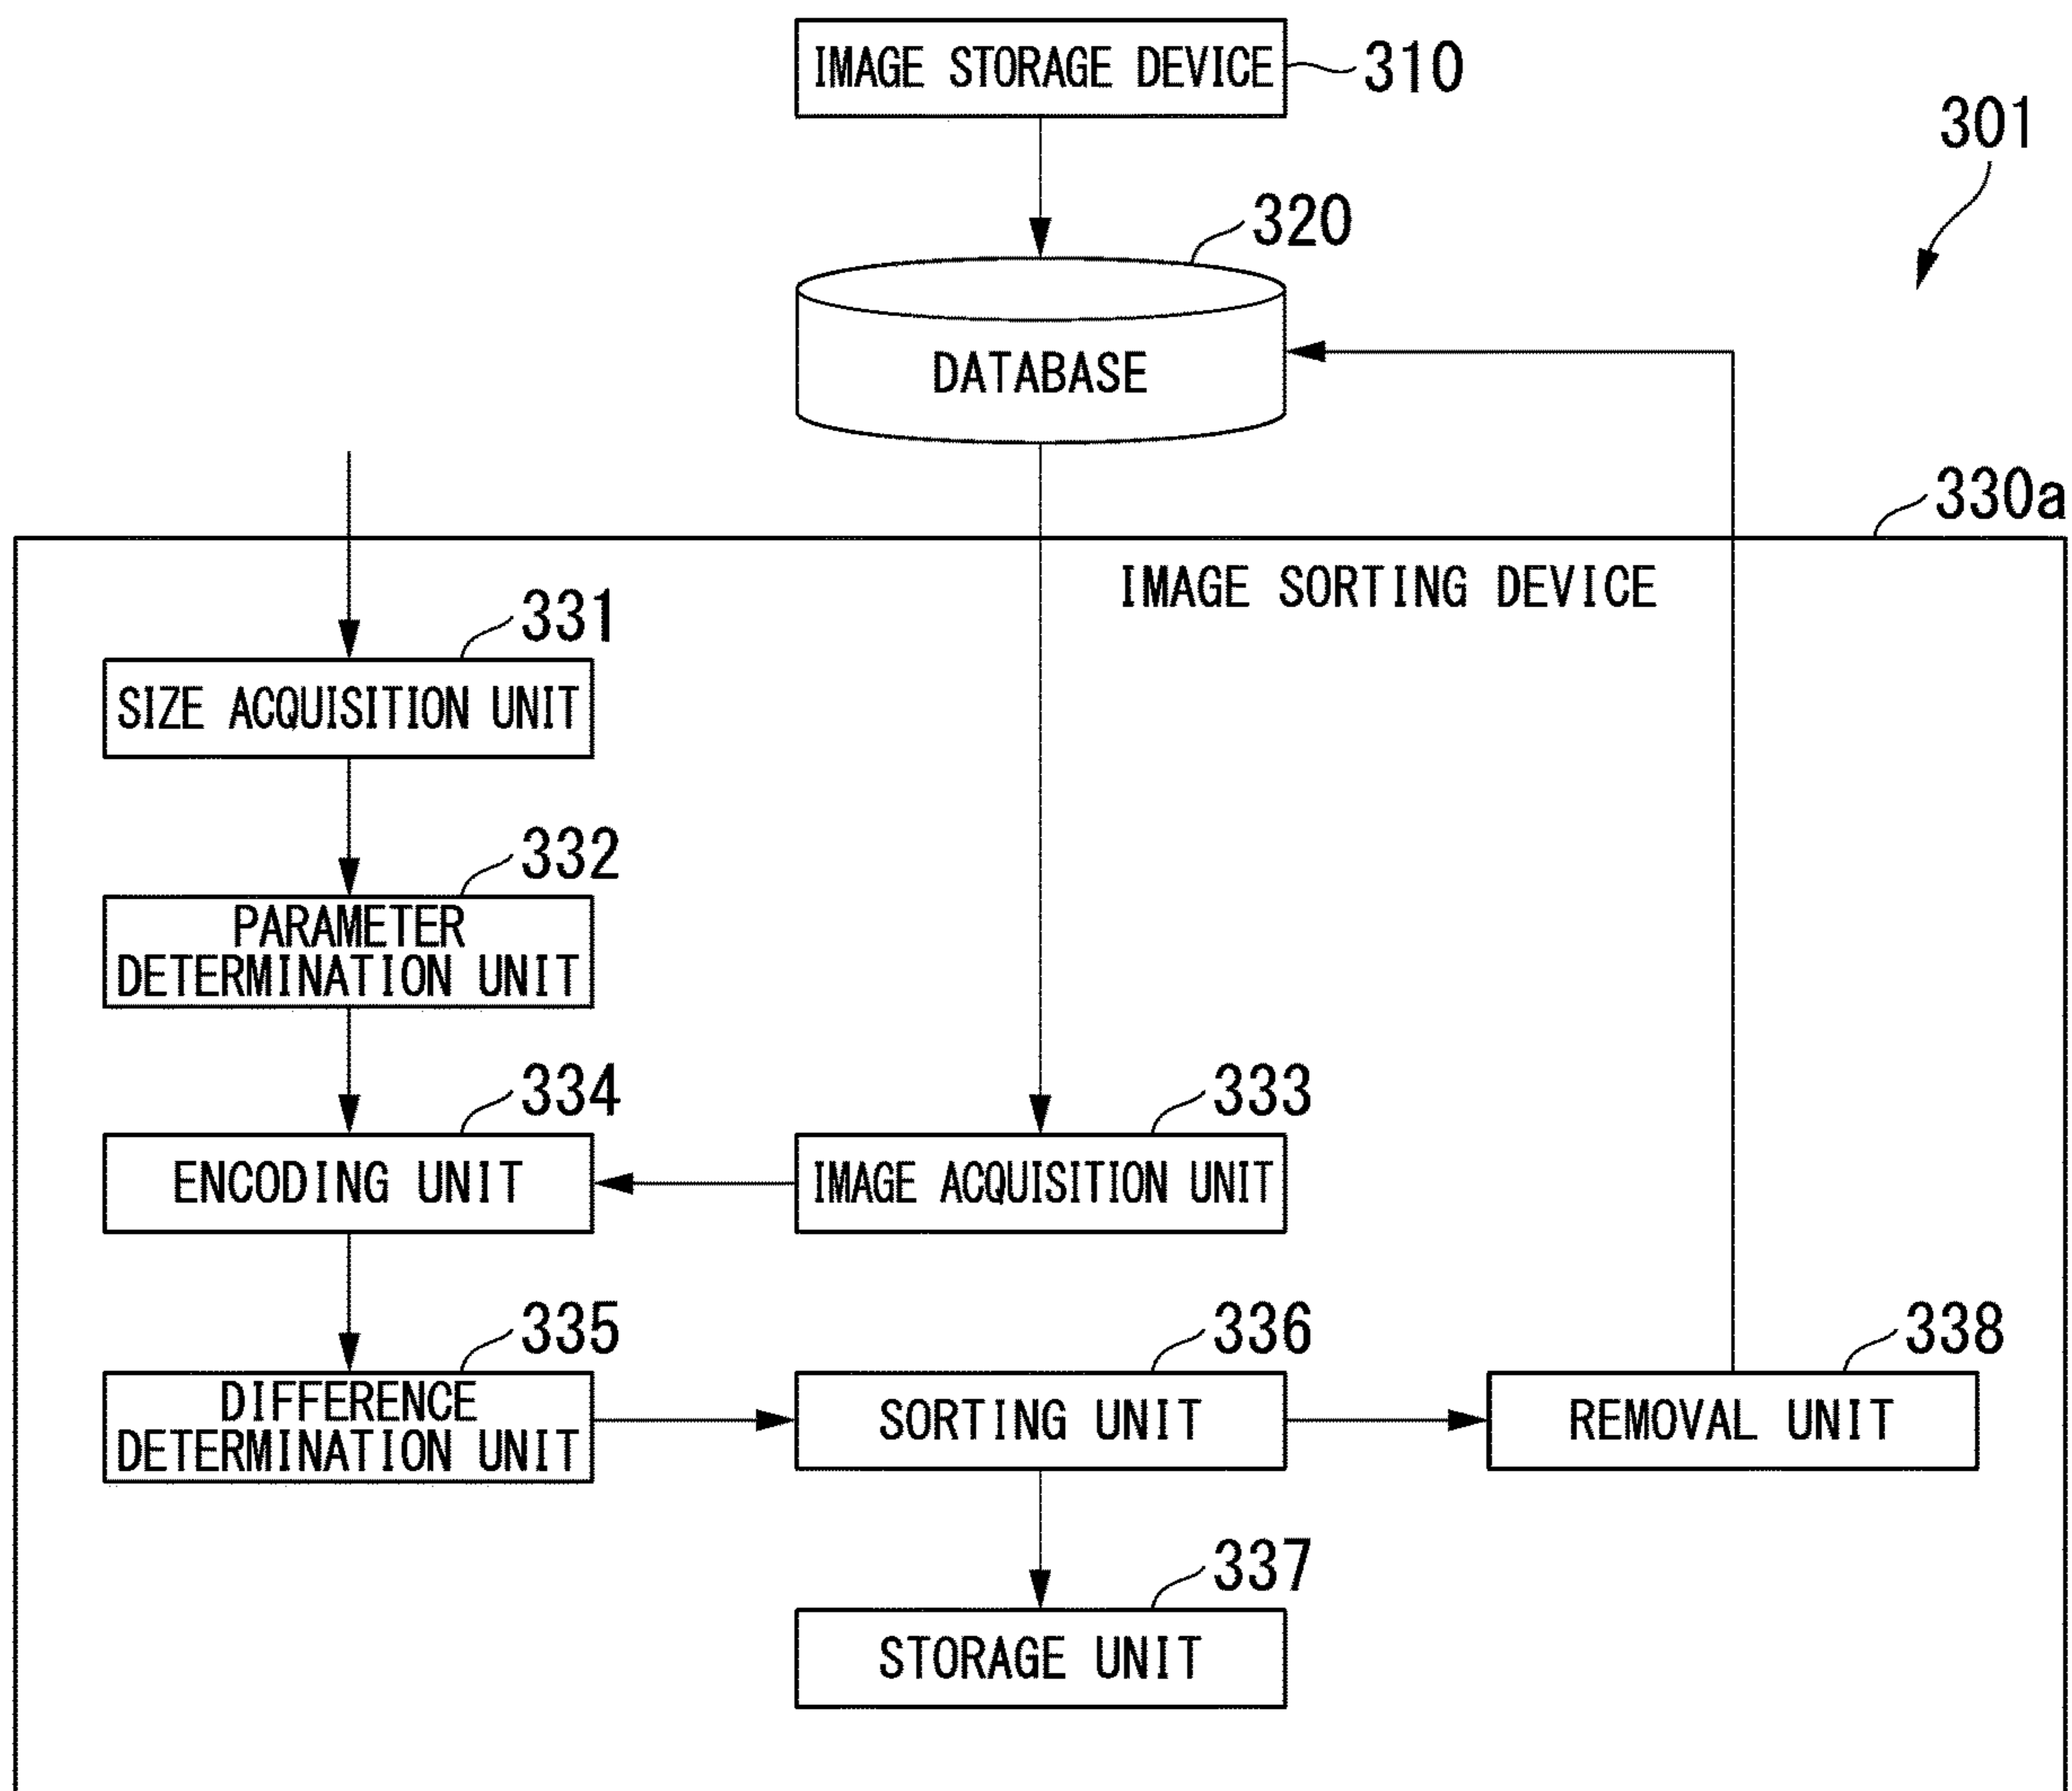 IMAGE STORAGE DEVICE
310
301
320
DATABASE
330a
IMAGE SORTING DEVICE
331
SIZE ACQUISITION UNIT
332
PARAMETER
DETERMINATION UNIT
334
ENCODING UNIT
333
IMAGE ACQUISITION UNIT
335
DIFFERENCE
DETERMINATION UNIT
336
SORTING UNIT
338
REMOVAL UNIT
337
STORAGE UNIT